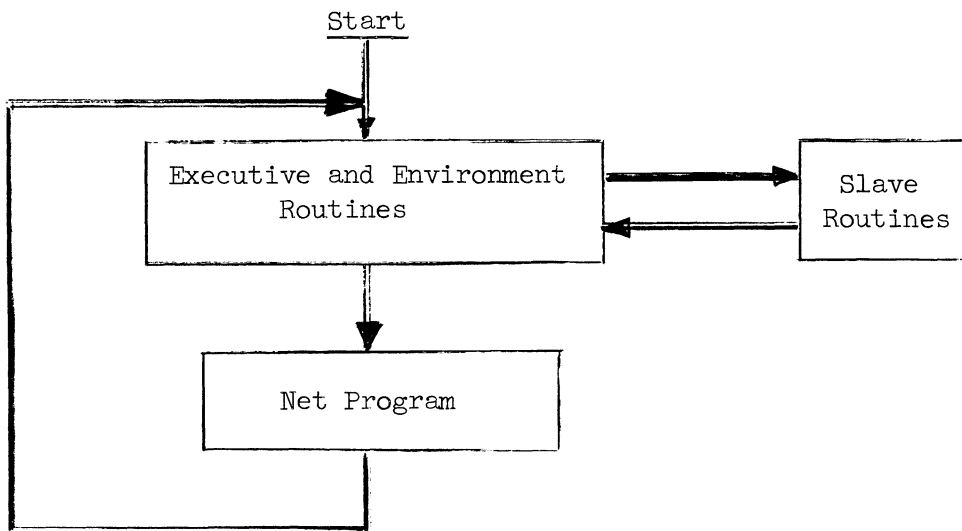 Start
Executive and Environment
Routines
Slave
Routines
Net Program